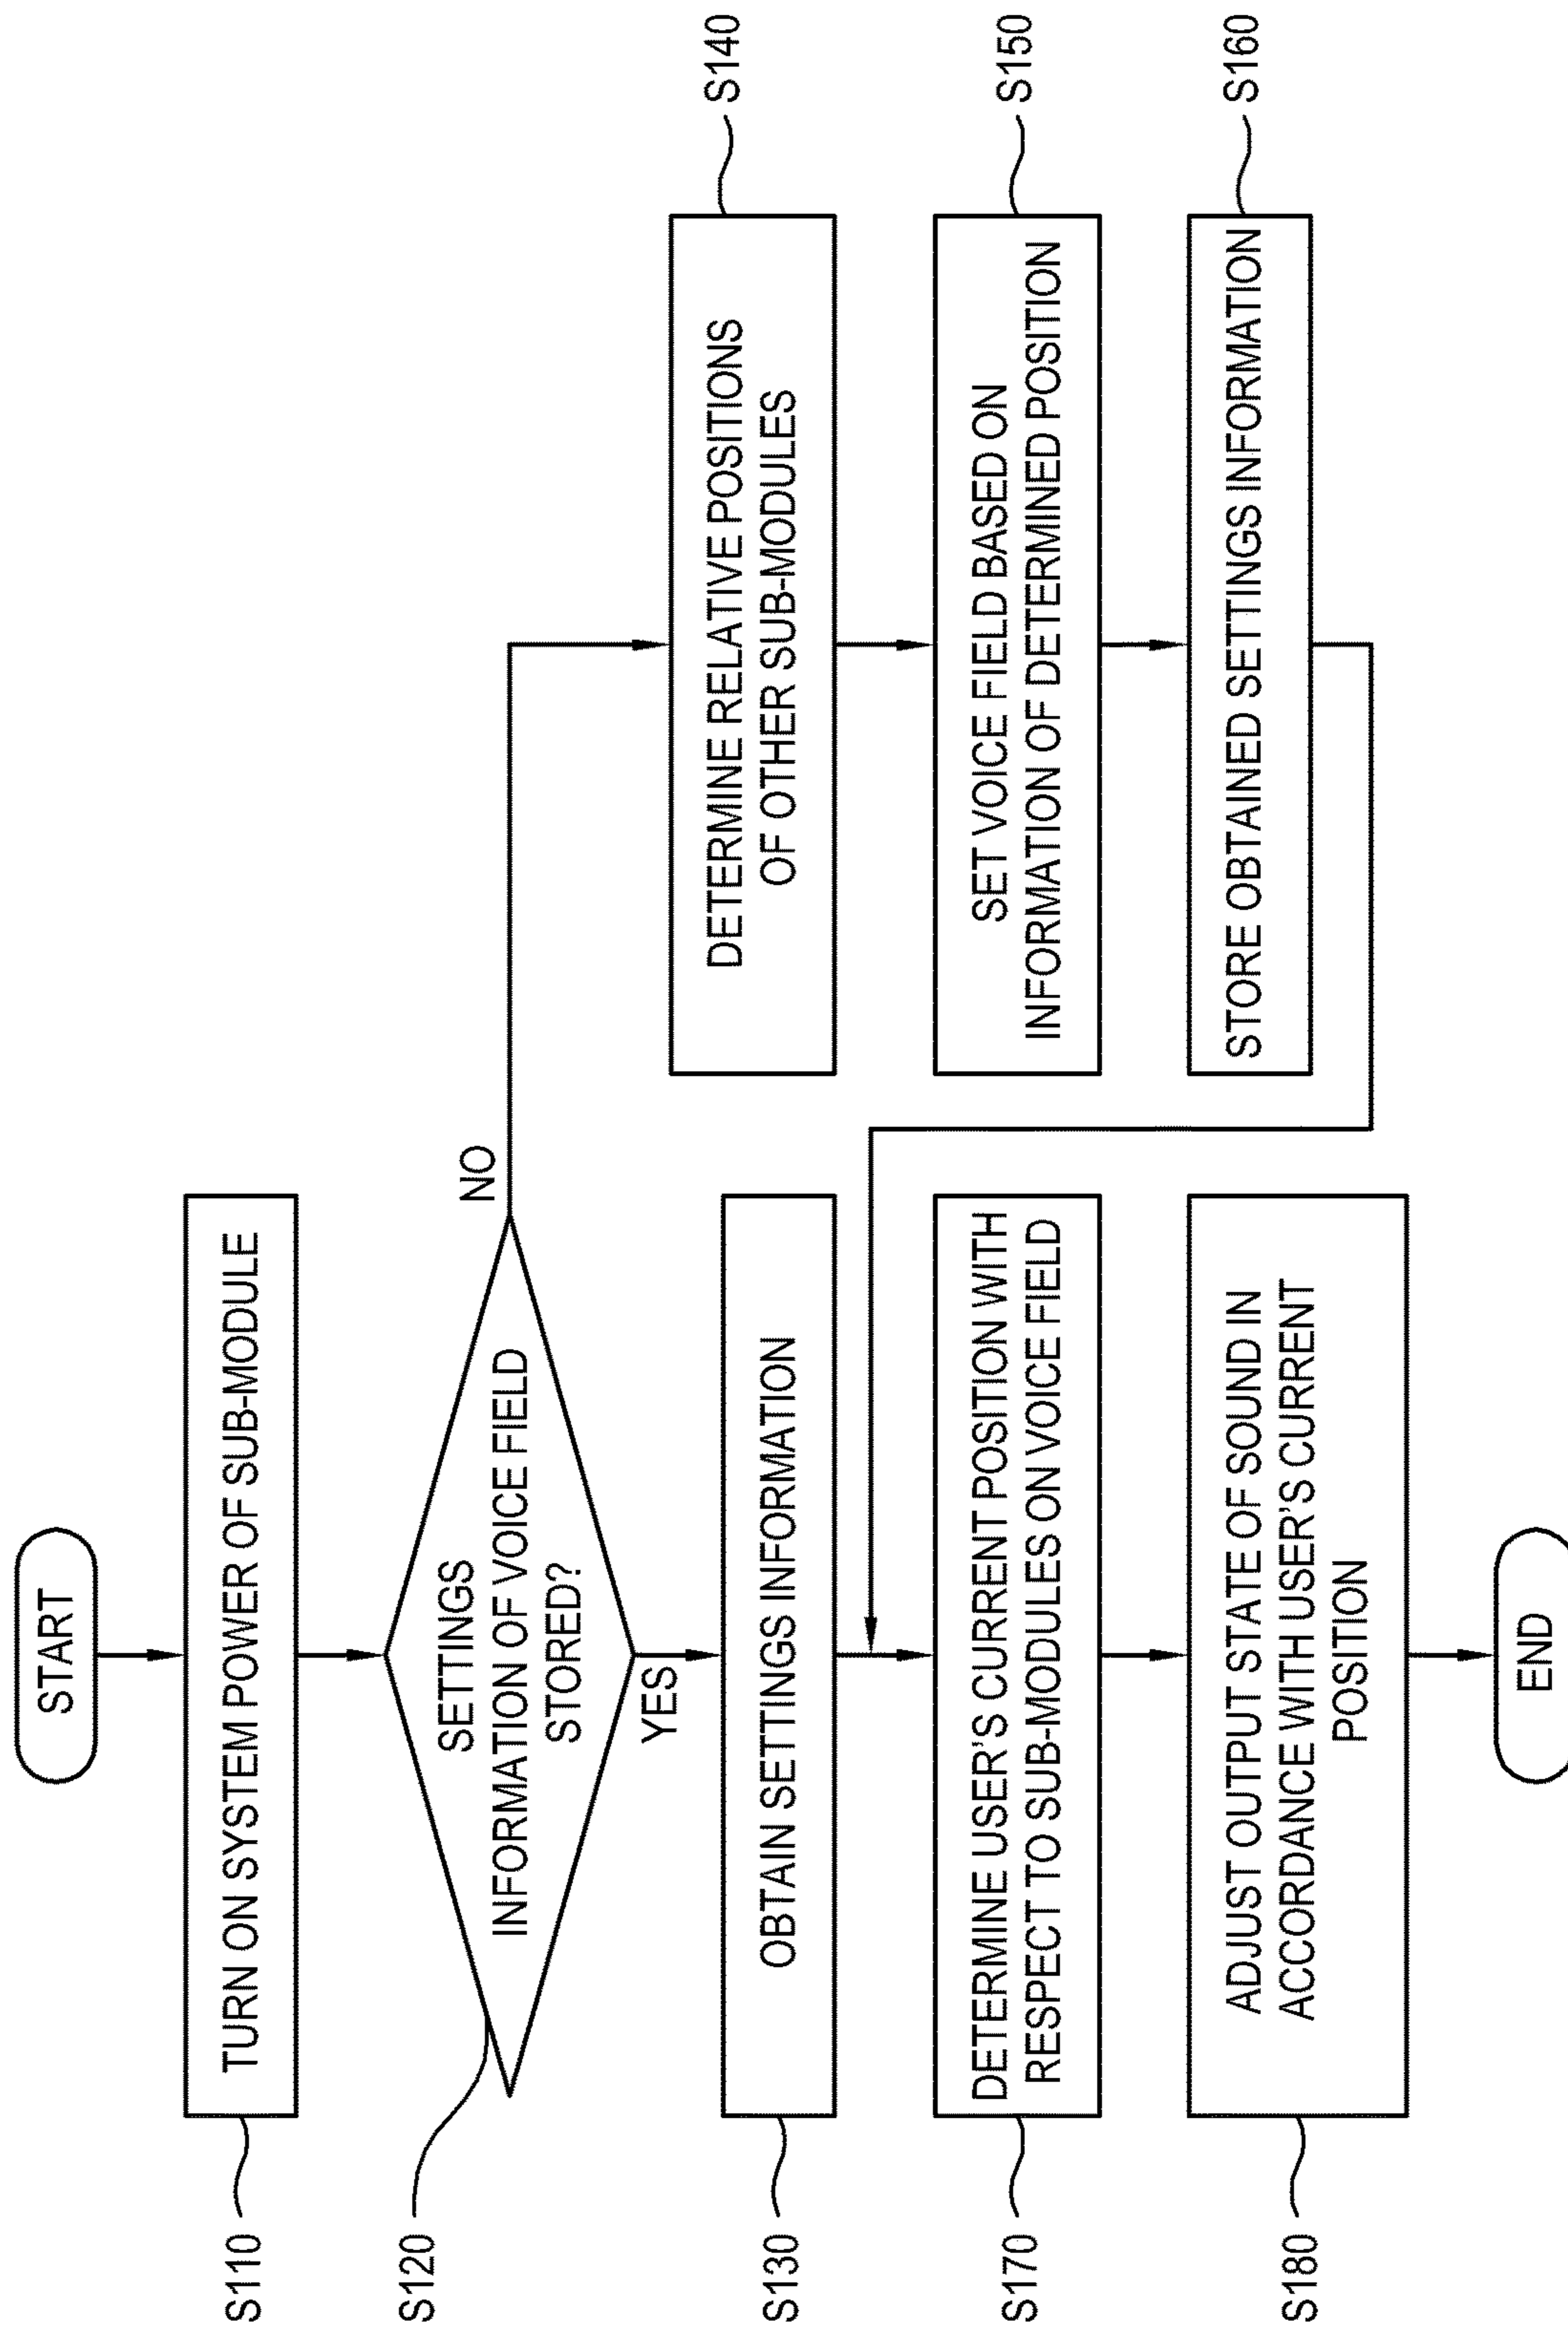 START
S110
TURN ON SYSTEM POWER OF SUB-MODULE
S120
SETTINGS
INFORMATION OF VOICE FIELD
STORED?
NO
YES
S130
OBTAIN SETTINGS INFORMATION
DETERMINE RELATIVE POSITIONS
OF OTHER SUB-MODULES
S140
SET VOICE FIELD BASED ON
INFORMATION OF DETERMINED POSITION
S150
STORE OBTAINED SETTINGS INFORMATION
S160
S170
DETERMINE USER'S CURRENT POSITION WITH
RESPECT TO SUB-MODULES ON VOICE FIELD
S180
ADJUST OUTPUT STATE OF SOUND IN
ACCORDANCE WITH USER'S CURRENT
POSITION
END